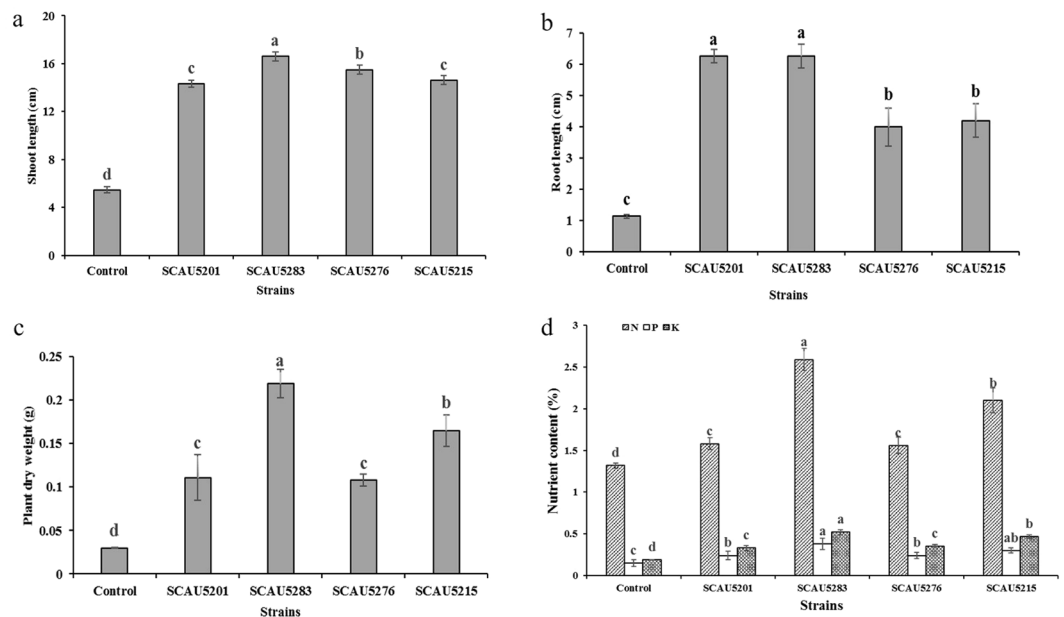 a
Shoot length (cm)
20
16
12
8
4
0
d
c
a
b
c
Control
SCAU5201
SCAU5283
SCAU5276
SCAU5215
Strains
b
Root length (cm)
7
6
5
4
3
2
1
0
c
a
a
b
b
Control
SCAU5201
SCAU5283
SCAU5276
SCAU5215
Strains
c
Plant dry weight (g)
0.25
0.2
0.15
0.1
0.05
0
d
c
a
c
b
Control
SCAU5201
SCAU5283
SCAU5276
SCAU5215
Strains
d
N P K
Nutrient content (%)
3
2.5
2
1.5
1
0.5
0
d
c
d
c
b
c
a
a
a
c
b
c
b
ab
b
Control
SCAU5201
SCAU5283
SCAU5276
SCAU5215
Strains